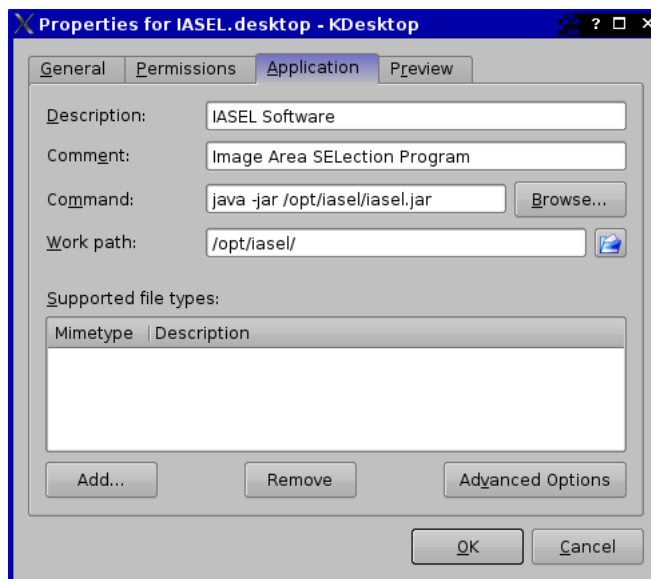 Properties for IASEL.desktop - KDesktop ?
General Permissions Application Preview
Description: IASEL Software
Comment: Image Area SELection Program
Command: java -jar /opt/iasel/iasel.jar Browse...
Work path: /opt/iasel/
Supported file types:
Mimetype Description
Add... Remove Advanced Options
OK Cancel